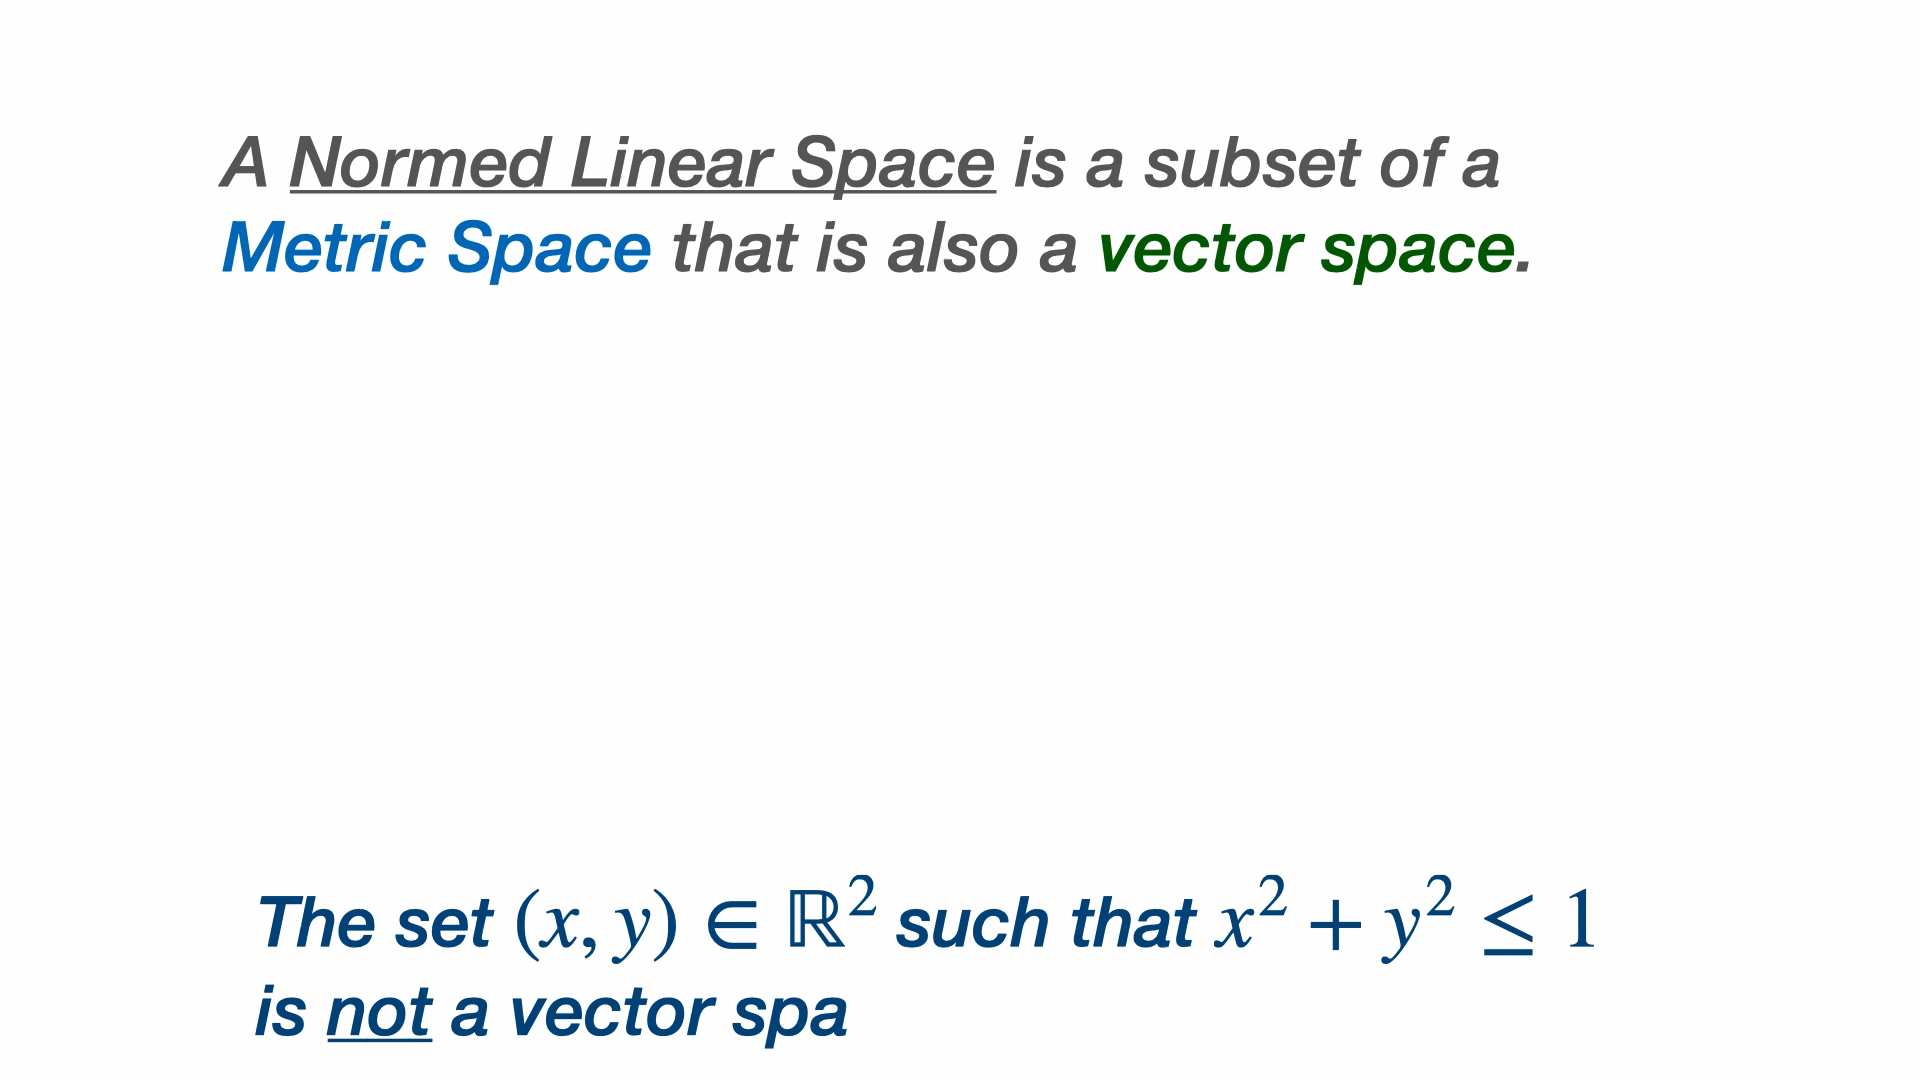 A Normed Linear Space is a subset of a
Metric Space that is also a vector space.
The set (x, y) ∈ ℝ² such that x² + y² ≤ 1
is not a vector spa